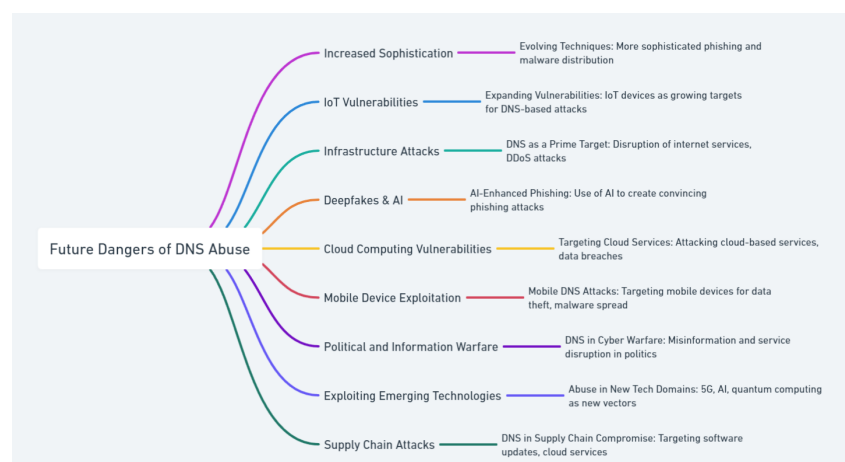 Future Dangers of DNS Abuse
Increased Sophistication
Evolving Techniques: More sophisticated phishing and
malware distribution
IoT Vulnerabilities
Expanding Vulnerabilities: IoT devices as growing targets
for DNS-based attacks
Infrastructure Attacks
DNS as a Prime Target: Disruption of internet services,
DDoS attacks
Deepfakes & AI
AI-Enhanced Phishing: Use of AI to create convincing
phishing attacks
Cloud Computing Vulnerabilities
Targeting Cloud Services: Attacking cloud-based services,
data breaches
Mobile Device Exploitation
Mobile DNS Attacks: Targeting mobile devices for data
theft, malware spread
Political and Information Warfare
DNS in Cyber Warfare: Misinformation and service
disruption in politics
Exploiting Emerging Technologies
Abuse in New Tech Domains: 5G, AI, quantum computing
as new vectors
Supply Chain Attacks
DNS in Supply Chain Compromise: Targeting software
updates, cloud services